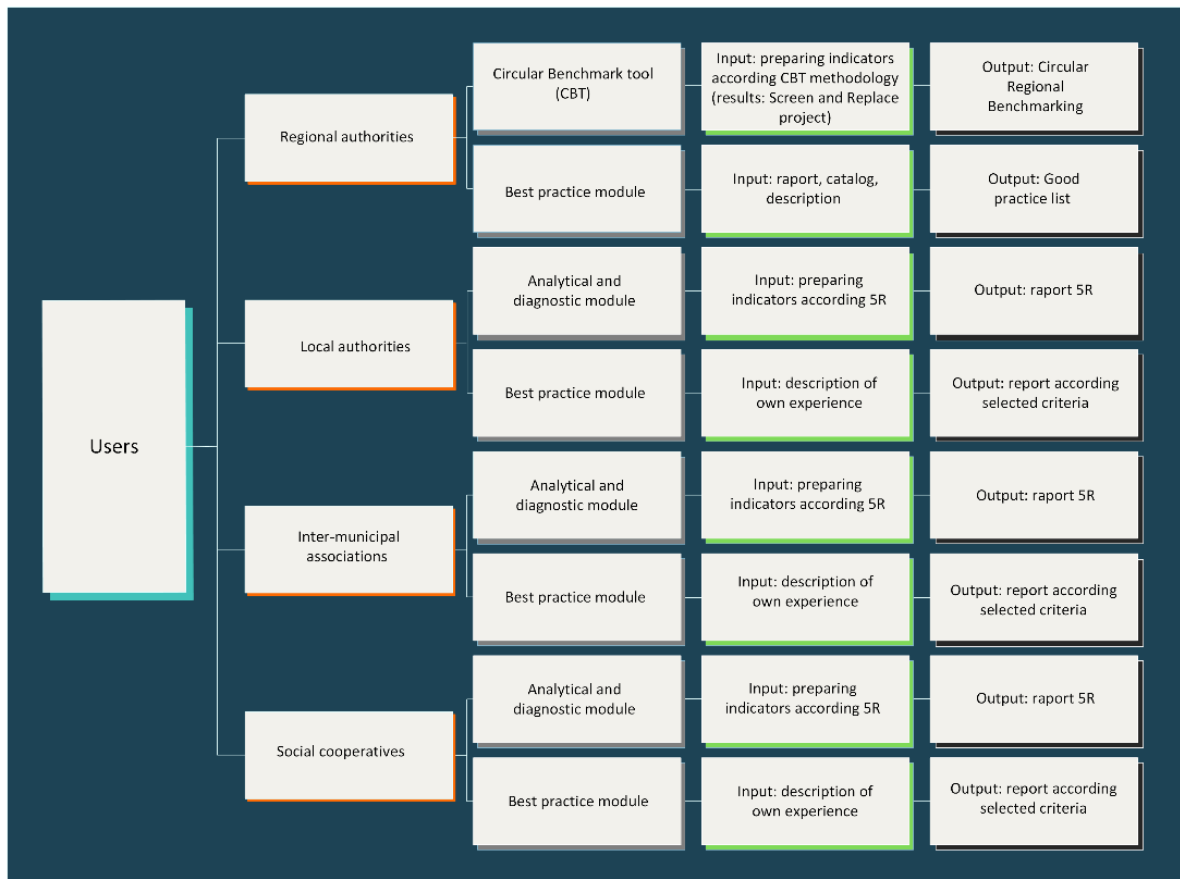 Users
Regional authorities
Circular Benchmark tool
(CBT)
Input: preparing indicators
according CBT methodology
(results: Screen and Replace
project)
Output: Circular
Regional
Benchmarking
Best practice module
Input: raport, catalog,
description
Output: Good
practice list
Local authorities
Analytical and
diagnostic module
Input: preparing
indicators according 5R
Output: raport 5R
Best practice module
Input: description of
own experience
Output: report according
selected criteria
Inter-municipal
associations
Analytical and
diagnostic module
Input: preparing
indicators according 5R
Output: raport 5R
Best practice module
Input: description of
own experience
Output: report according
selected criteria
Social cooperatives
Analytical and
diagnostic module
Input: preparing
indicators according 5R
Output: raport 5R
Best practice module
Input: description of
own experience
Output: report according
selected criteria